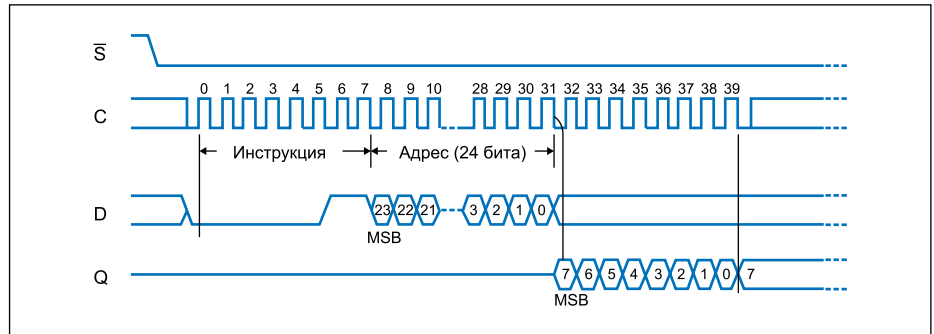 S̅
0 1 2 3 4 5 6 7 8 9 10 28 29 30 31 32 33 34 35 36 37 38 39
C
Инструкция Адрес (24 бита)
D 23 22 21 3 2 1 0
MSB
Q 7 6 5 4 3 2 1 0 7
MSB